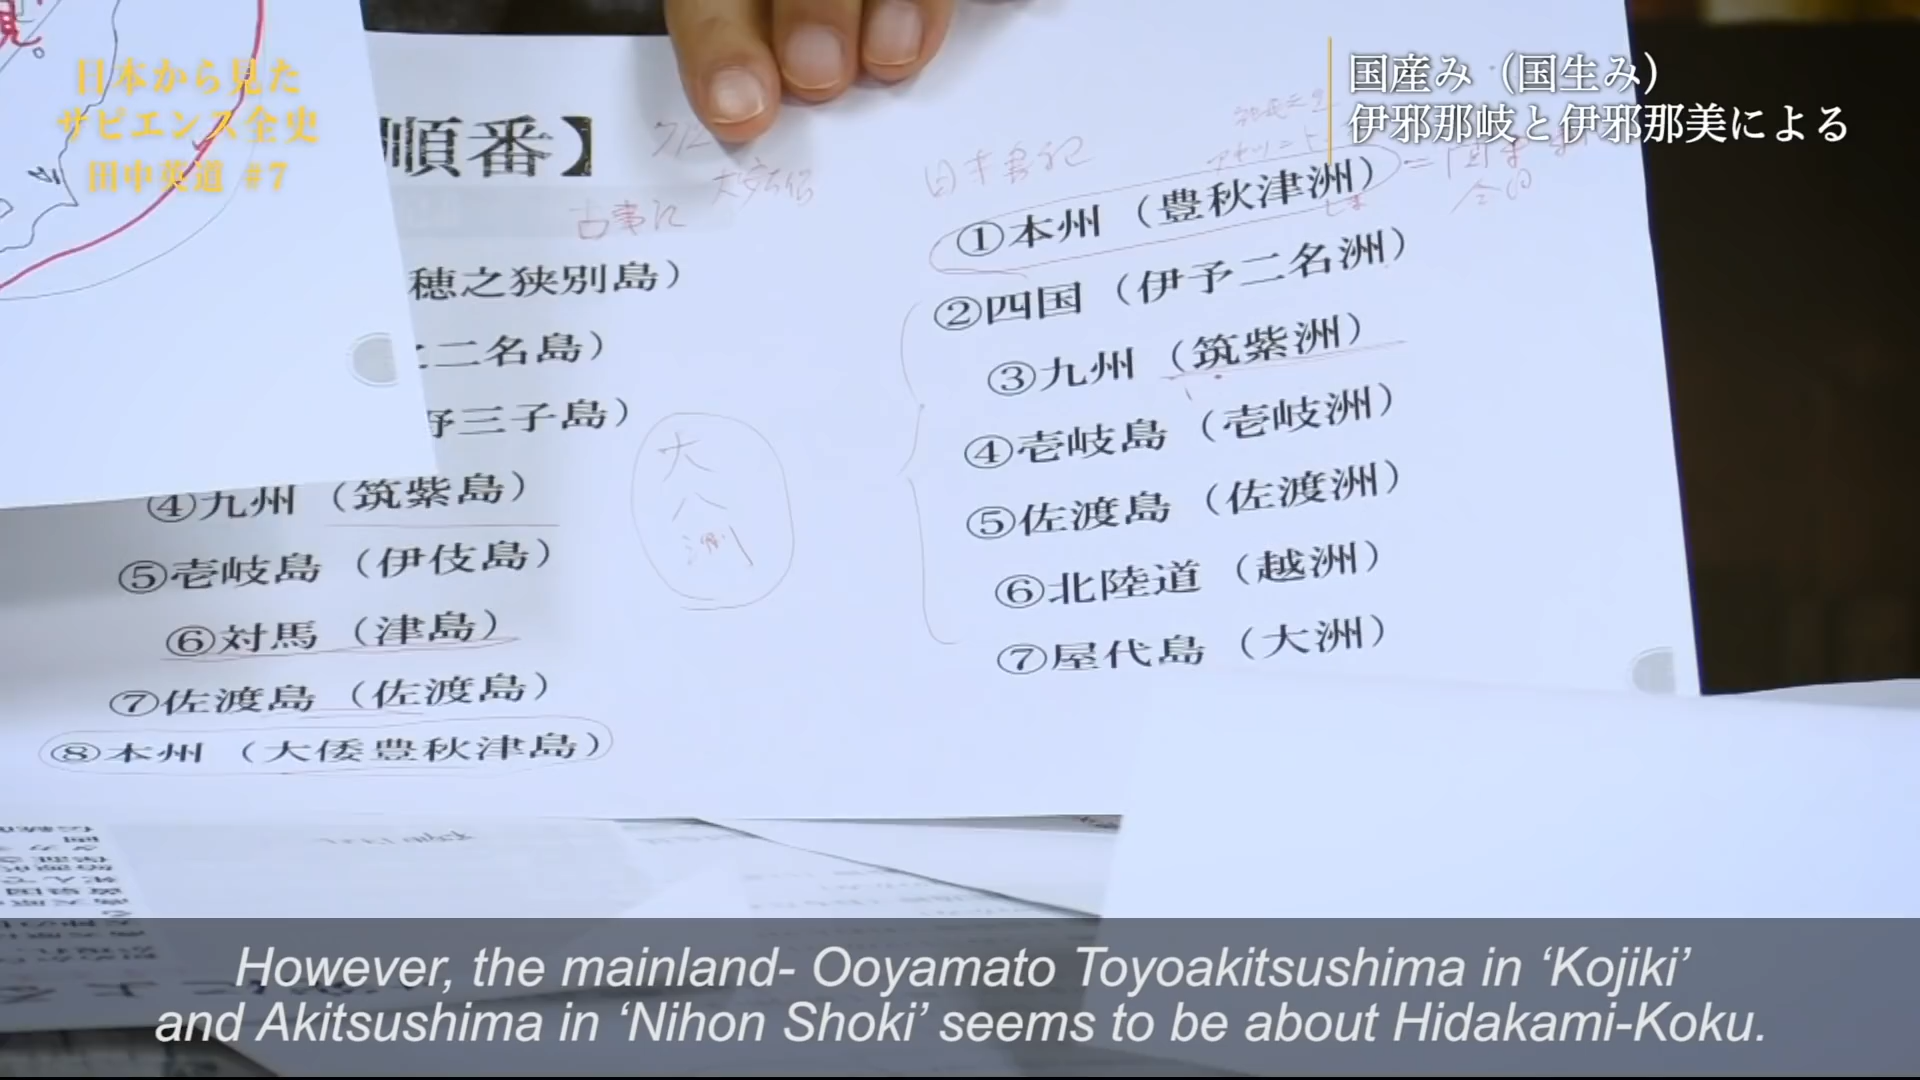 日本から見た
サピエンス全史
田中英道 #7
国産み（国生み）
伊邪那岐と伊邪那美による
順番】
古事記
日本書紀
穂之狭別島）
二名島）
三子島）
④九州（筑紫島）
⑤壱岐島（伊伎島）
⑥対馬（津島）
⑦佐渡島（佐渡島）
⑧本州（大倭豊秋津島）
大八洲
①本州（豊秋津洲）
しま
②四国（伊予二名洲）
③九州（筑紫洲）
④壱岐島（壱岐洲）
⑤佐渡島（佐渡洲）
⑥北陸道（越洲）
⑦屋代島（大洲）
However, the mainland- Ooyamato Toyoakitsushima in ‘Kojiki’
and Akitsushima in ‘Nihon Shoki’ seems to be about Hidakami-Koku.